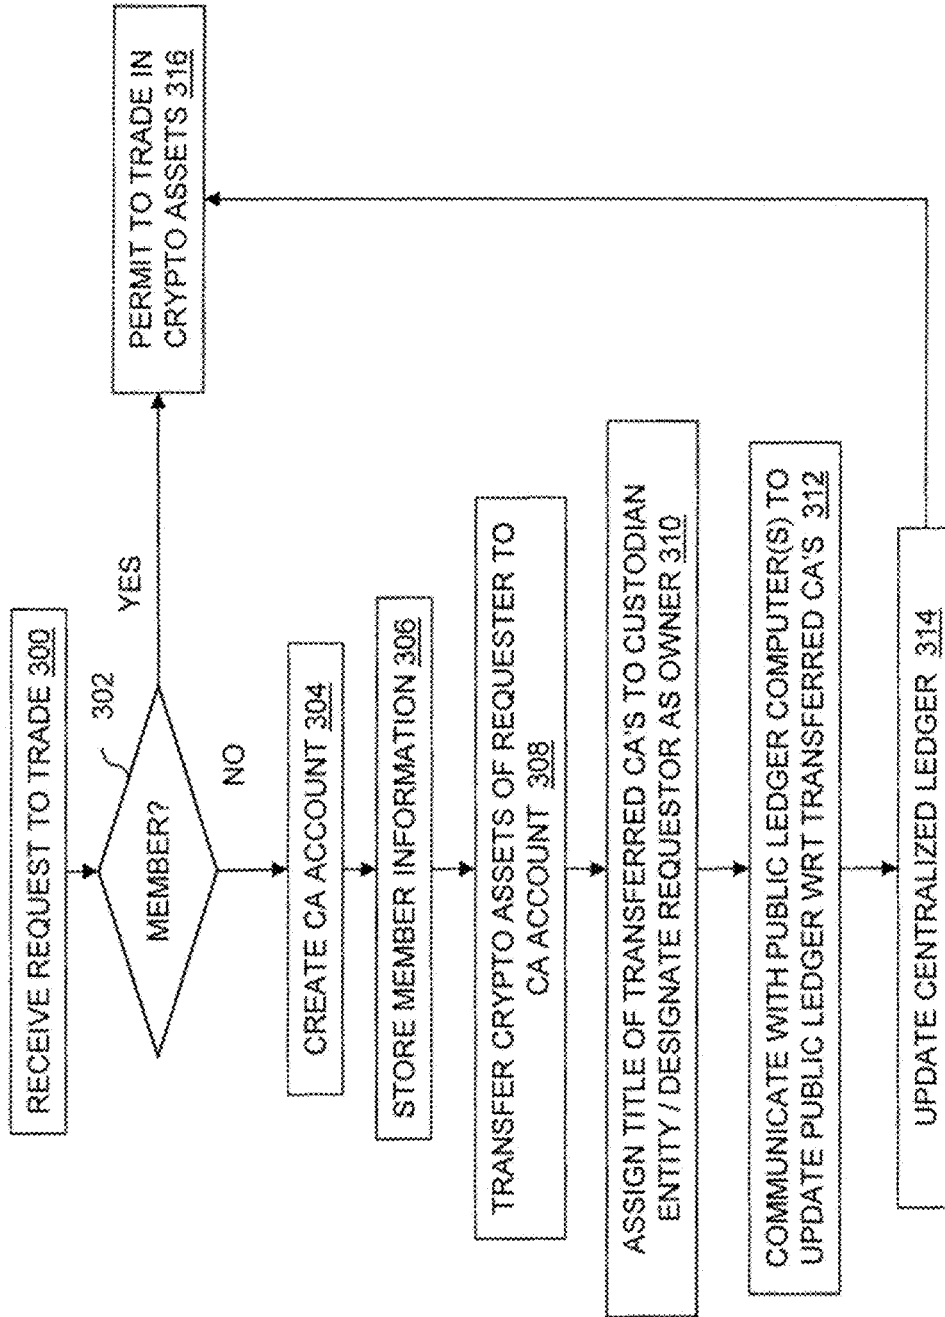 RECEIVE REQUEST TO TRADE 300
302
MEMBER?
YES
NO
PERMIT TO TRADE IN
CRYPTO ASSETS 316
CREATE CA ACCOUNT 304
STORE MEMBER INFORMATION 306
TRANSFER CRYPTO ASSETS OF REQUESTER TO
CA ACCOUNT 308
ASSIGN TITLE OF TRANSFERRED CA'S TO CUSTODIAN
ENTITY / DESIGNATE REQUESTOR AS OWNER 310
COMMUNICATE WITH PUBLIC LEDGER COMPUTER(S) TO
UPDATE PUBLIC LEDGER WRT TRANSFERRED CA'S 312
UPDATE CENTRALIZED LEDGER 314